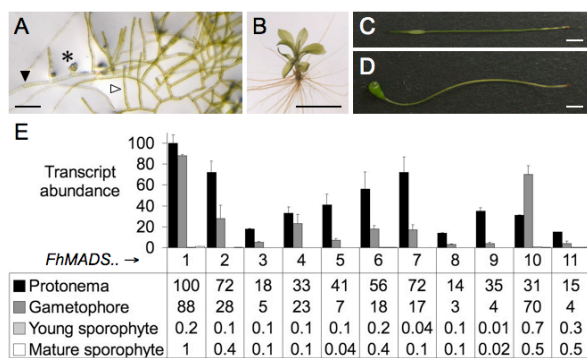 A
*
B
C
D
E
Transcript abundance
100
80
60
40
20
0
FhMADS.. → 1 2 3 4 5 6 7 8 9 10 11
Protonema 100 72 18 33 41 56 72 14 35 31 15
Gametophore 88 28 5 23 7 18 17 3 4 70 4
Young sporophyte 0.2 0.1 0.1 0.1 0.1 0.2 0.04 0.1 0.01 0.7 0.3
Mature sporophyte 1 0.4 0.1 0.1 0.04 0.4 0.1 0.1 0.02 0.5 0.5